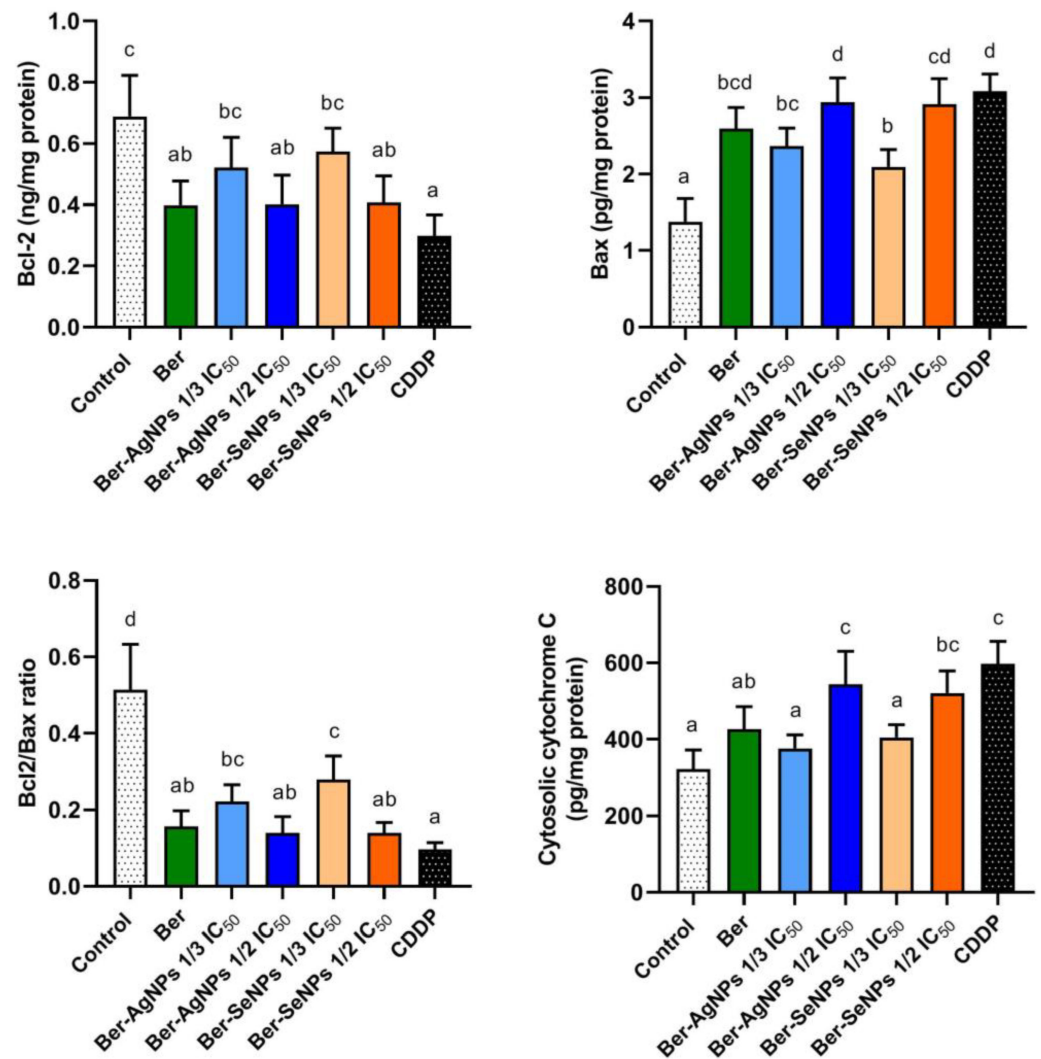 Bcl-2 (ng/mg protein)
1.0
0.8
0.6
0.4
0.2
0.0
c
ab
bc
ab
bc
ab
a
Control
Ber
Ber-AgNPs 1/3 IC50
Ber-AgNPs 1/2 IC50
Ber-SeNPs 1/3 IC50
Ber-SeNPs 1/2 IC50
CDDP
Bax (pg/mg protein)
4
3
2
1
0
a
bcd
bc
d
b
cd
d
Control
Ber
Ber-AgNPs 1/3 IC50
Ber-AgNPs 1/2 IC50
Ber-SeNPs 1/3 IC50
Ber-SeNPs 1/2 IC50
CDDP
Bcl2/Bax ratio
0.8
0.6
0.4
0.2
0.0
d
ab
bc
ab
c
ab
a
Control
Ber
Ber-AgNPs 1/3 IC50
Ber-AgNPs 1/2 IC50
Ber-SeNPs 1/3 IC50
Ber-SeNPs 1/2 IC50
CDDP
Cytosolic cytochrome C
(pg/mg protein)
800
600
400
200
0
a
ab
a
c
a
bc
c
Control
Ber
Ber-AgNPs 1/3 IC50
Ber-AgNPs 1/2 IC50
Ber-SeNPs 1/3 IC50
Ber-SeNPs 1/2 IC50
CDDP